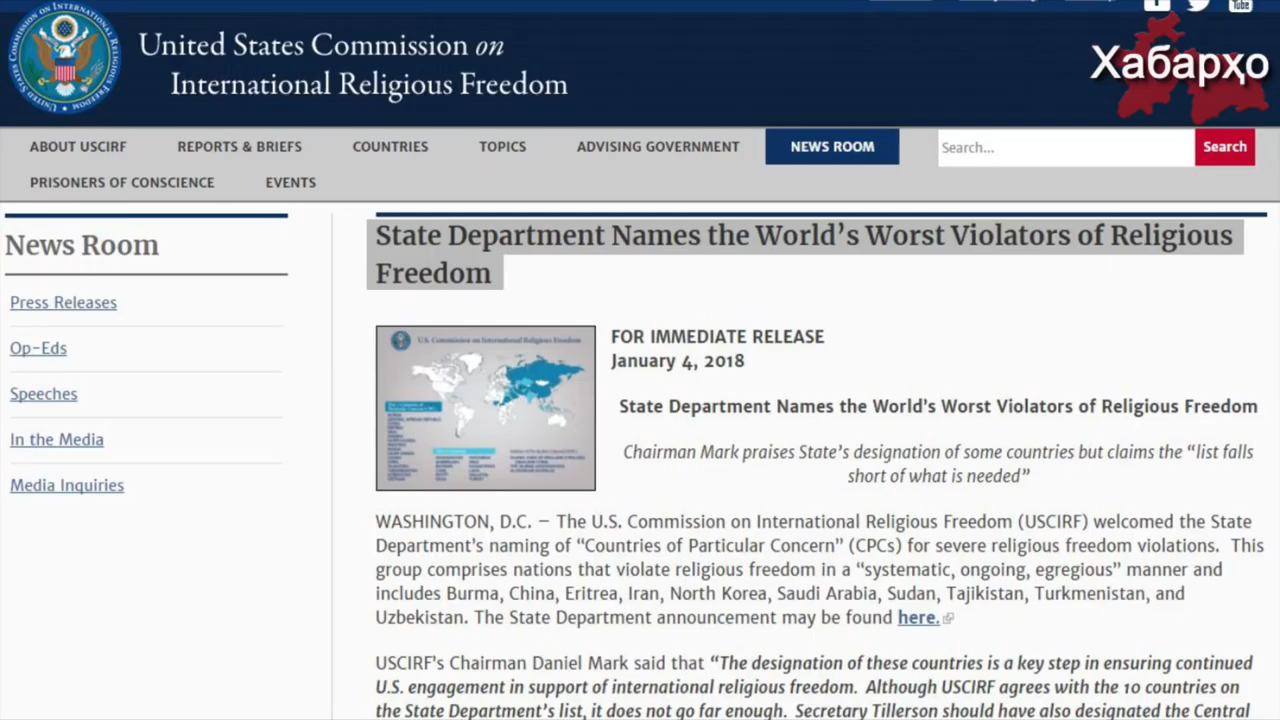 United States Commission on
International Religious Freedom
Хабарҳо
ABOUT USCIRF REPORTS & BRIEFS COUNTRIES TOPICS ADVISING GOVERNMENT NEWS ROOM Search... Search
PRISONERS OF CONSCIENCE EVENTS
News Room
Press Releases
Op-Eds
Speeches
In the Media
Media Inquiries
State Department Names the World's Worst Violators of Religious
Freedom
U.S. Commission on International Religious Freedom
FOR IMMEDIATE RELEASE
January 4, 2018
State Department Names the World's Worst Violators of Religious Freedom
Chairman Mark praises State's designation of some countries but claims the "list falls
short of what is needed"
WASHINGTON, D.C. – The U.S. Commission on International Religious Freedom (USCIRF) welcomed the State
Department's naming of "Countries of Particular Concern" (CPCs) for severe religious freedom violations. This
group comprises nations that violate religious freedom in a "systematic, ongoing, egregious" manner and
includes Burma, China, Eritrea, Iran, North Korea, Saudi Arabia, Sudan, Tajikistan, Turkmenistan, and
Uzbekistan. The State Department announcement may be found here.
USCIRF's Chairman Daniel Mark said that "The designation of these countries is a key step in ensuring continued
U.S. engagement in support of international religious freedom. Although USCIRF agrees with the 10 countries on
the State Department's list, it does not go far enough. Secretary Tillerson should have also designated the Central